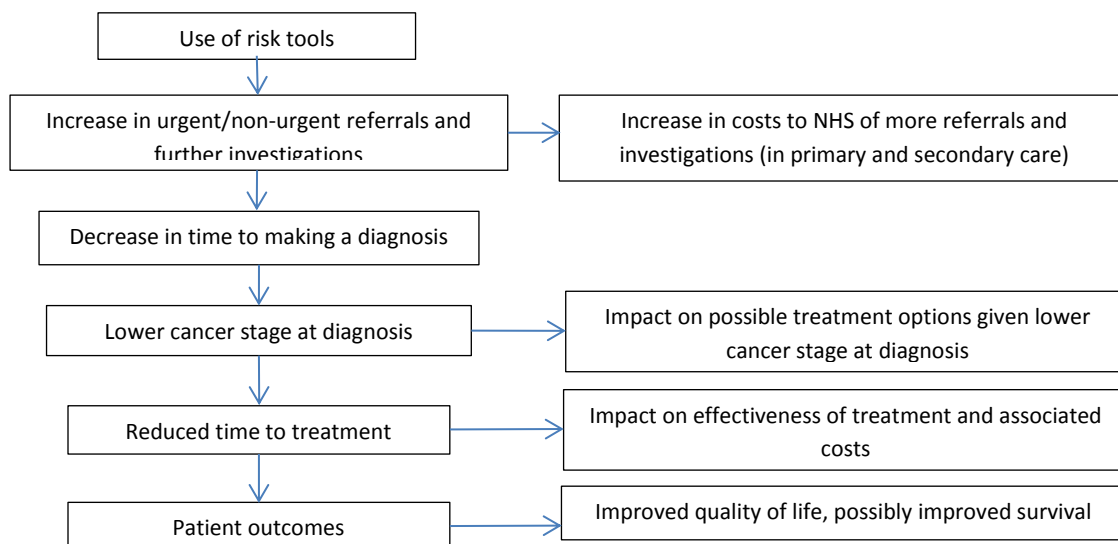 Use of risk tools
Increase in urgent/non-urgent referrals and
further investigations
Increase in costs to NHS of more referrals and
investigations (in primary and secondary care)
Decrease in time to making a diagnosis
Lower cancer stage at diagnosis
Impact on possible treatment options given lower
cancer stage at diagnosis
Reduced time to treatment
Impact on effectiveness of treatment and associated
costs
Patient outcomes
Improved quality of life, possibly improved survival